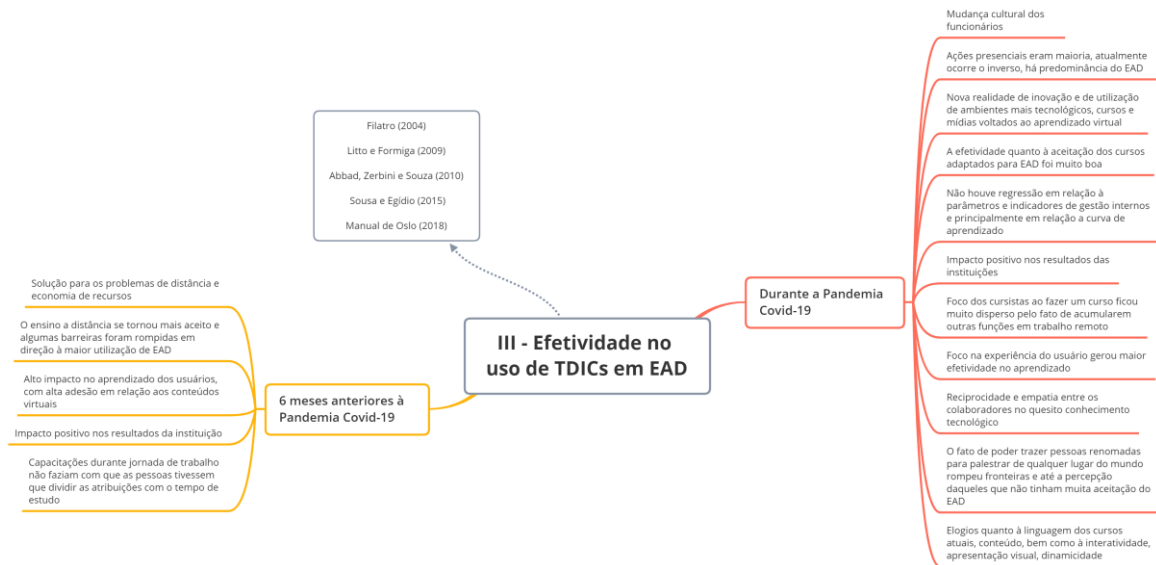 III - Efetividade no
uso de TDICs em EAD
Filatro (2004)
Litto e Formiga (2009)
Abbad, Zerbini e Souza (2010)
Sousa e Egídio (2015)
Manual de Oslo (2018)
6 meses anteriores à
Pandemia Covid-19
Solução para os problemas de distância e
economia de recursos
O ensino a distância se tornou mais aceito e
algumas barreiras foram rompidas em
direção à maior utilização de EAD
Alto impacto no aprendizado dos usuários,
com alta adesão em relação aos conteúdos
virtuais
Impacto positivo nos resultados da instituição
Capacitações durante jornada de trabalho
não faziam com que as pessoas tivessem
que dividir as atribuições com o tempo de
estudo
Durante a Pandemia
Covid-19
Mudança cultural dos
funcionários
Ações presenciais eram maioria, atualmente
ocorre o inverso, há predominância do EAD
Nova realidade de inovação e de utilização
de ambientes mais tecnológicos, cursos e
mídias voltados ao aprendizado virtual
A efetividade quanto à aceitação dos cursos
adaptados para EAD foi muito boa
Não houve regressão em relação à
parâmetros e indicadores de gestão internos
e principalmente em relação a curva de
aprendizado
Impacto positivo nos resultados das
instituições
Foco dos cursistas ao fazer um curso ficou
muito disperso pelo fato de acumularem
outras funções em trabalho remoto
Foco na experiência do usuário gerou maior
efetividade no aprendizado
Reciprocidade e empatia entre os
colaboradores no quesito conhecimento
tecnológico
O fato de poder trazer pessoas renomadas
para palestrar de qualquer lugar do mundo
rompeu fronteiras e até a percepção
daqueles que não tinham muita aceitação do
EAD
Elogios quanto à linguagem dos cursos
atuais, conteúdo, bem como à interatividade,
apresentação visual, dinamicidade